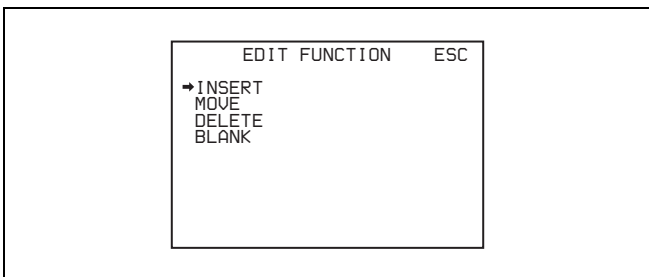 EDIT FUNCTION ESC
➡INSERT
MOVE
DELETE
BLANK